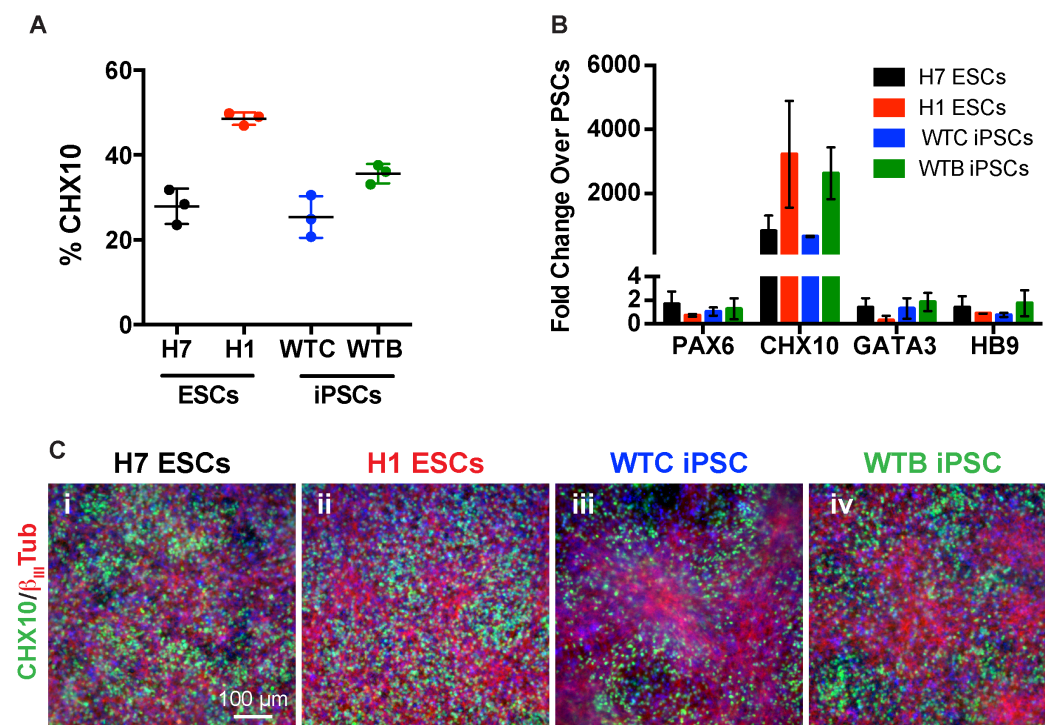 A
% CHX10
60
40
20
0
H7 H1 WTC WTB
ESCs iPSCs
B
Fold Change Over PSCs
6000
4000
2000
4
2
0
PAX6 CHX10 GATA3 HB9
H7 ESCs
H1 ESCs
WTC iPSCs
WTB iPSCs
C
H7 ESCs H1 ESCs WTC iPSC WTB iPSC
CHX10/βIIITub
i ii iii iv
100 µm